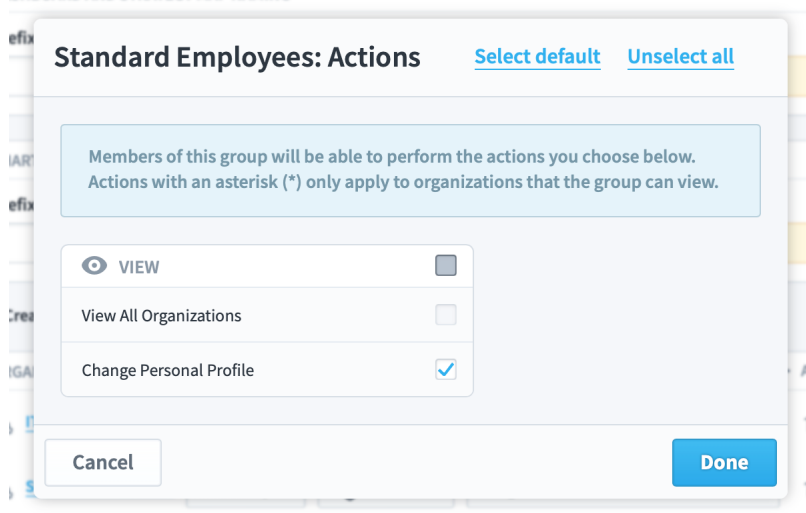 Standard Employees: Actions
Select default
Unselect all
Members of this group will be able to perform the actions you choose below.
Actions with an asterisk (*) only apply to organizations that the group can view.
VIEW
View All Organizations
Change Personal Profile
Cancel
Done